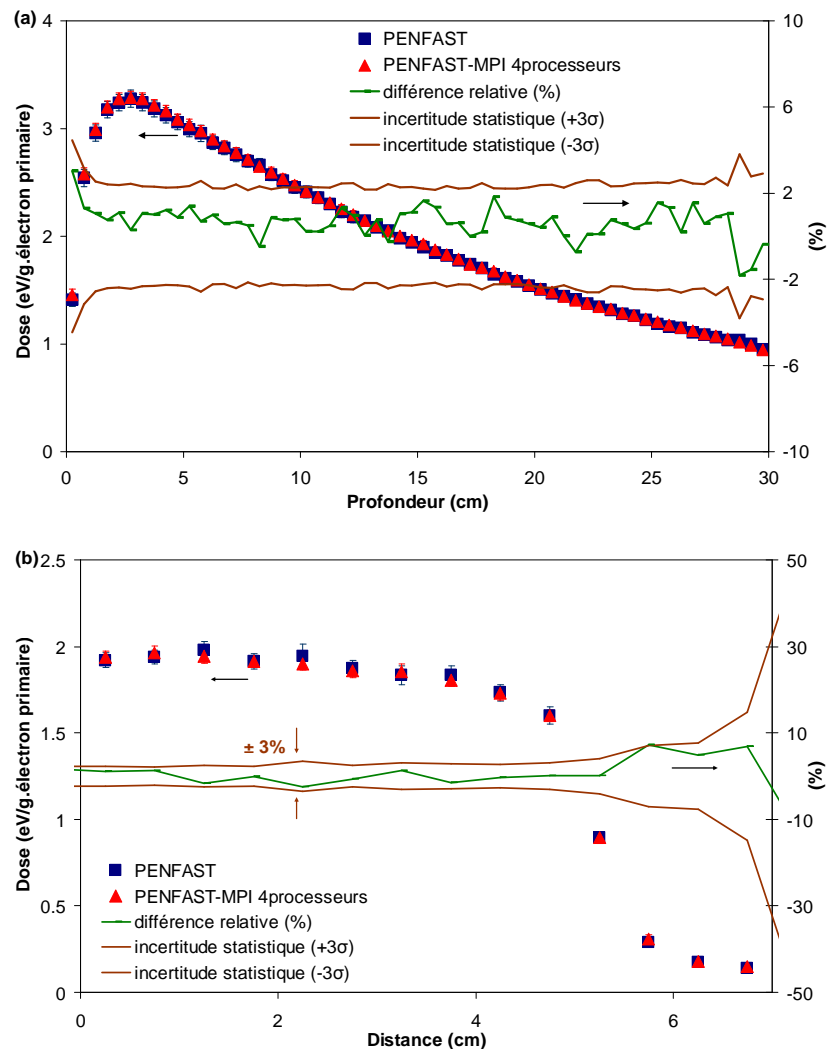 (a)
4
3
2
1
0
Dose (eV/g.électron primaire)
PENFAST
PENFAST-MPI 4processeurs
différence relative (%)
incertitude statistique (+3σ)
incertitude statistique (-3σ)
10
6
2
-2
-6
-10
(%)
0 5 10 15 20 25 30
Profondeur (cm)
(b)
2.5
2
1.5
1
0.5
0
Dose (eV/g.électron primaire)
± 3%
PENFAST
PENFAST-MPI 4processeurs
différence relative (%)
incertitude statistique (+3σ)
incertitude statistique (-3σ)
50
30
10
-10
-30
-50
(%)
0 2 4 6
Distance (cm)